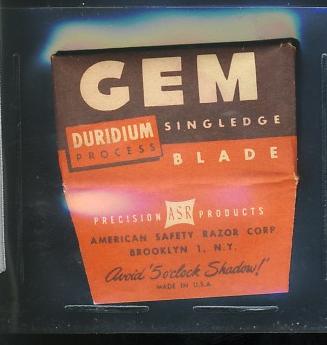 GEM
DURIDIUM SINGLEDGE
PROCESS
BLADE
PRECISION ASR PRODUCTS
AMERICAN SAFETY RAZOR CORP.
BROOKLYN 1, N.Y.
Avoid '5 o'clock Shadow!'
MADE IN U.S.A.